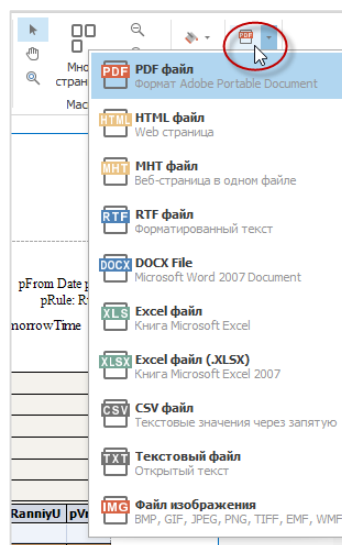 Мно
стран
Мас
PDF
PDF файл
Формат Adobe Portable Document
HTML
HTML файл
Web страница
MHT
MHT файл
Веб-страница в одном файле
RTF
RTF файл
Форматированный текст
DOCX
DOCX File
Microsoft Word 2007 Document
XLS
Excel файл
Книга Microsoft Excel
XLSX
Excel файл (.XLSX)
Книга Microsoft Excel 2007
CSV
CSV файл
Текстовые значения через запятую
TXT
Текстовый файл
Открытый текст
IMG
Файл изображения
BMP, GIF, JPEG, PNG, TIFF, EMF, WMF
pFrom Date p
pRule: R
morrowTime
RanniyU pVr